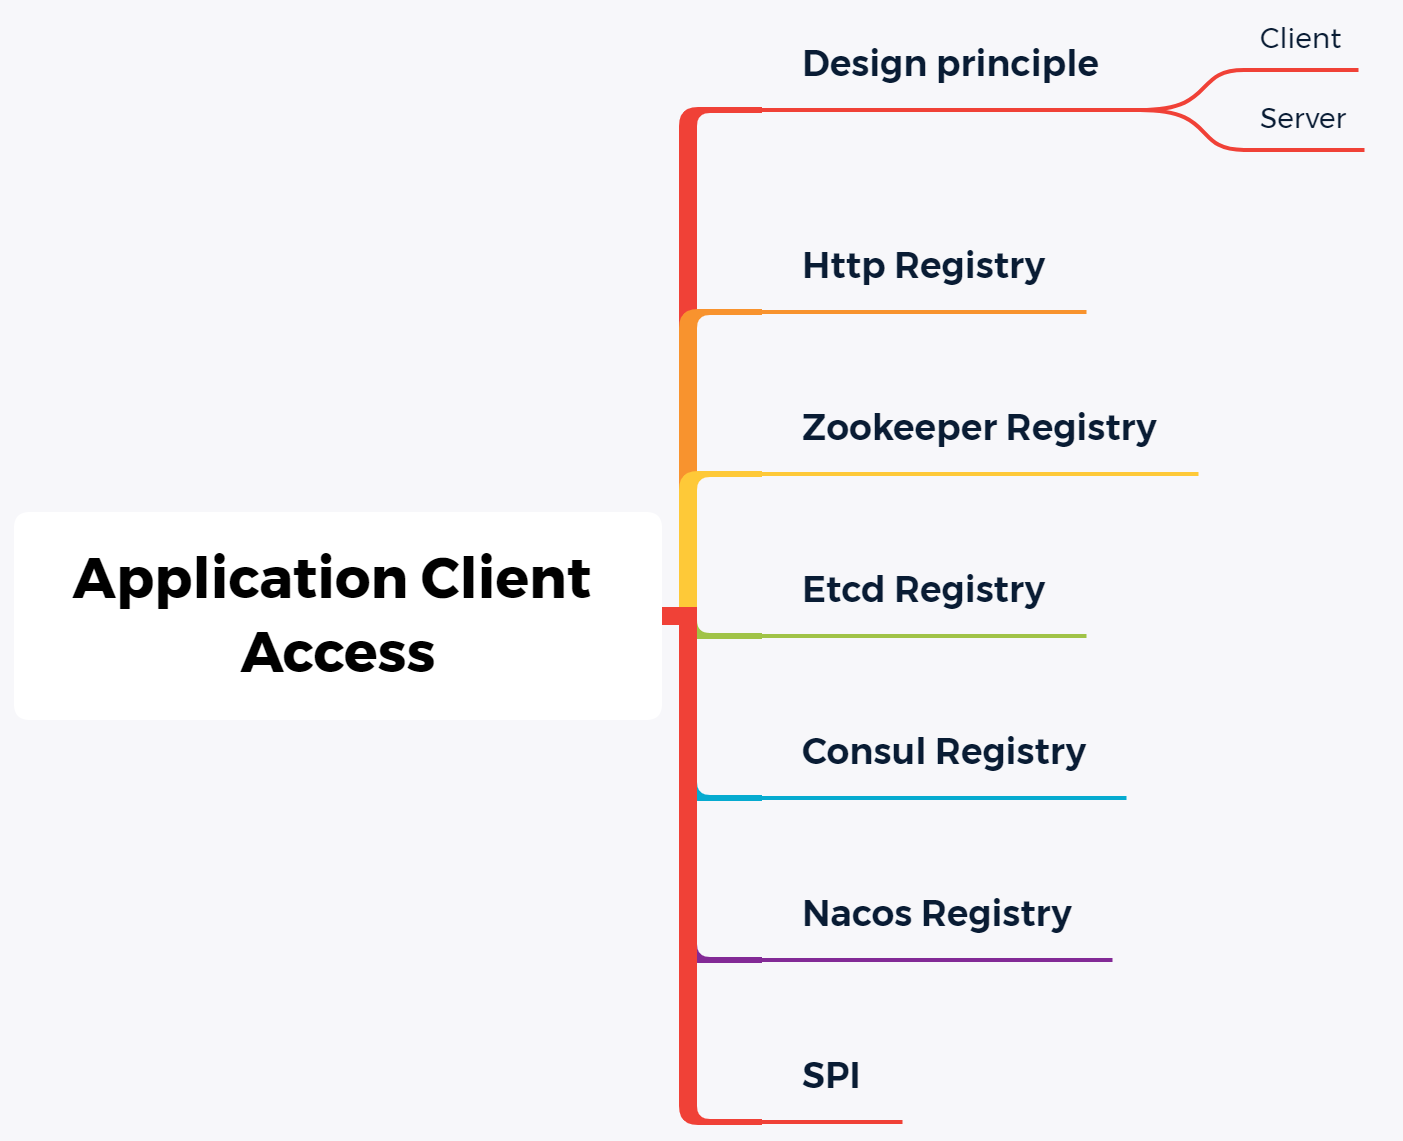 Application Client
Access
Design principle
Client
Server
Http Registry
Zookeeper Registry
Etcd Registry
Consul Registry
Nacos Registry
SPI